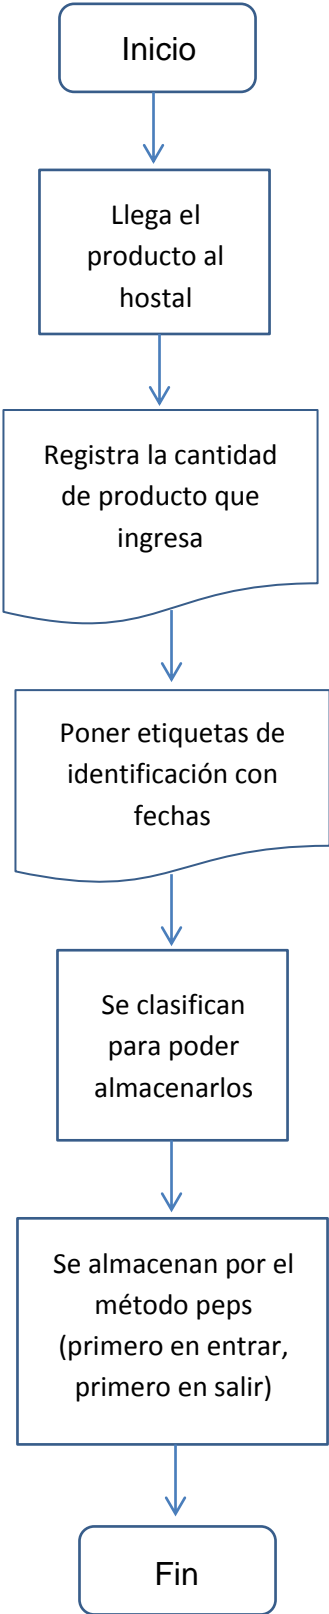 Inicio
Llega el
producto al
hostal
Registra la cantidad
de producto que
ingresa
Poner etiquetas de
identificación con
fechas
Se clasifican
para poder
almacenarlos
Se almacenan por el
método peps
(primero en entrar,
primero en salir)
Fin